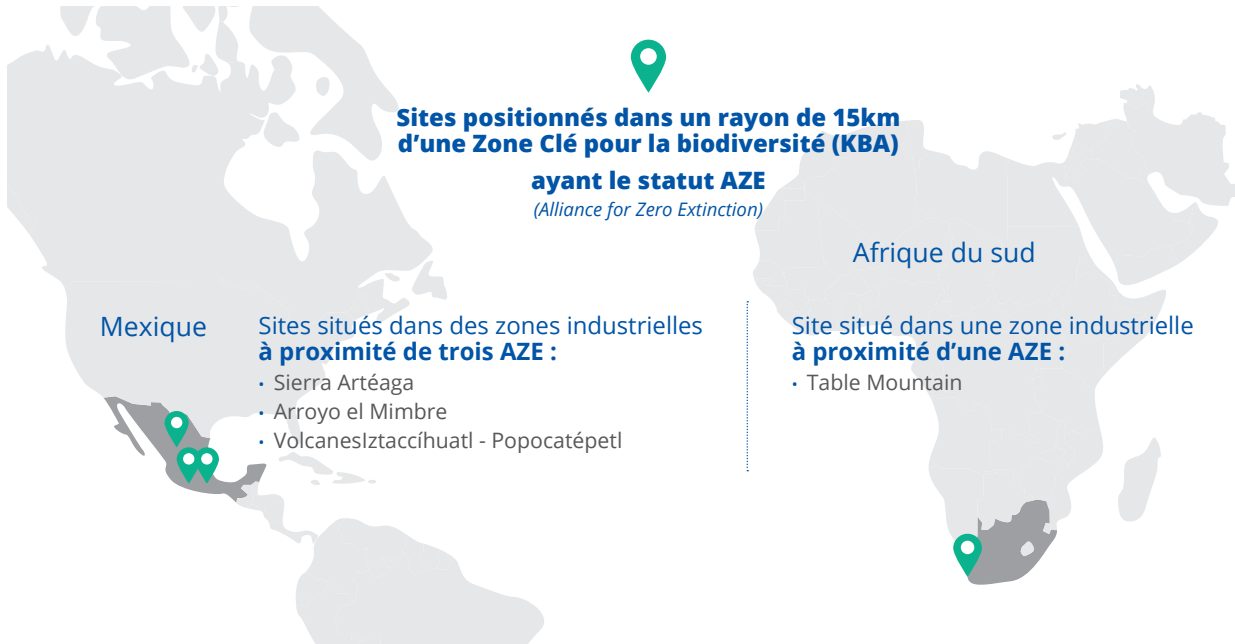 Sites positionnés dans un rayon de 15km
d’une Zone Clé pour la biodiversité (KBA)
ayant le statut AZE
(Alliance for Zero Extinction)
Mexique
Sites situés dans des zones industrielles
à proximité de trois AZE :
• Sierra Artéaga
• Arroyo el Mimbre
• VolcanesIztaccíhuatl - Popocatépetl
Afrique du sud
Site situé dans une zone industrielle
à proximité d’une AZE :
• Table Mountain